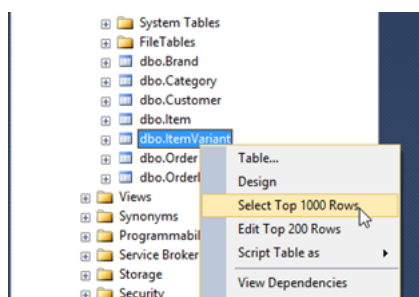 System Tables
FileTables
dbo.Brand
dbo.Category
dbo.Customer
dbo.Item
dbo.ItemVariant
dbo.Order
Table...
dbo.Order
Design
Views
Select Top 1000 Rows
Synonyms
Edit Top 200 Rows
Programmabil
Script Table as
Service Broker
Storage
View Dependencies
Security